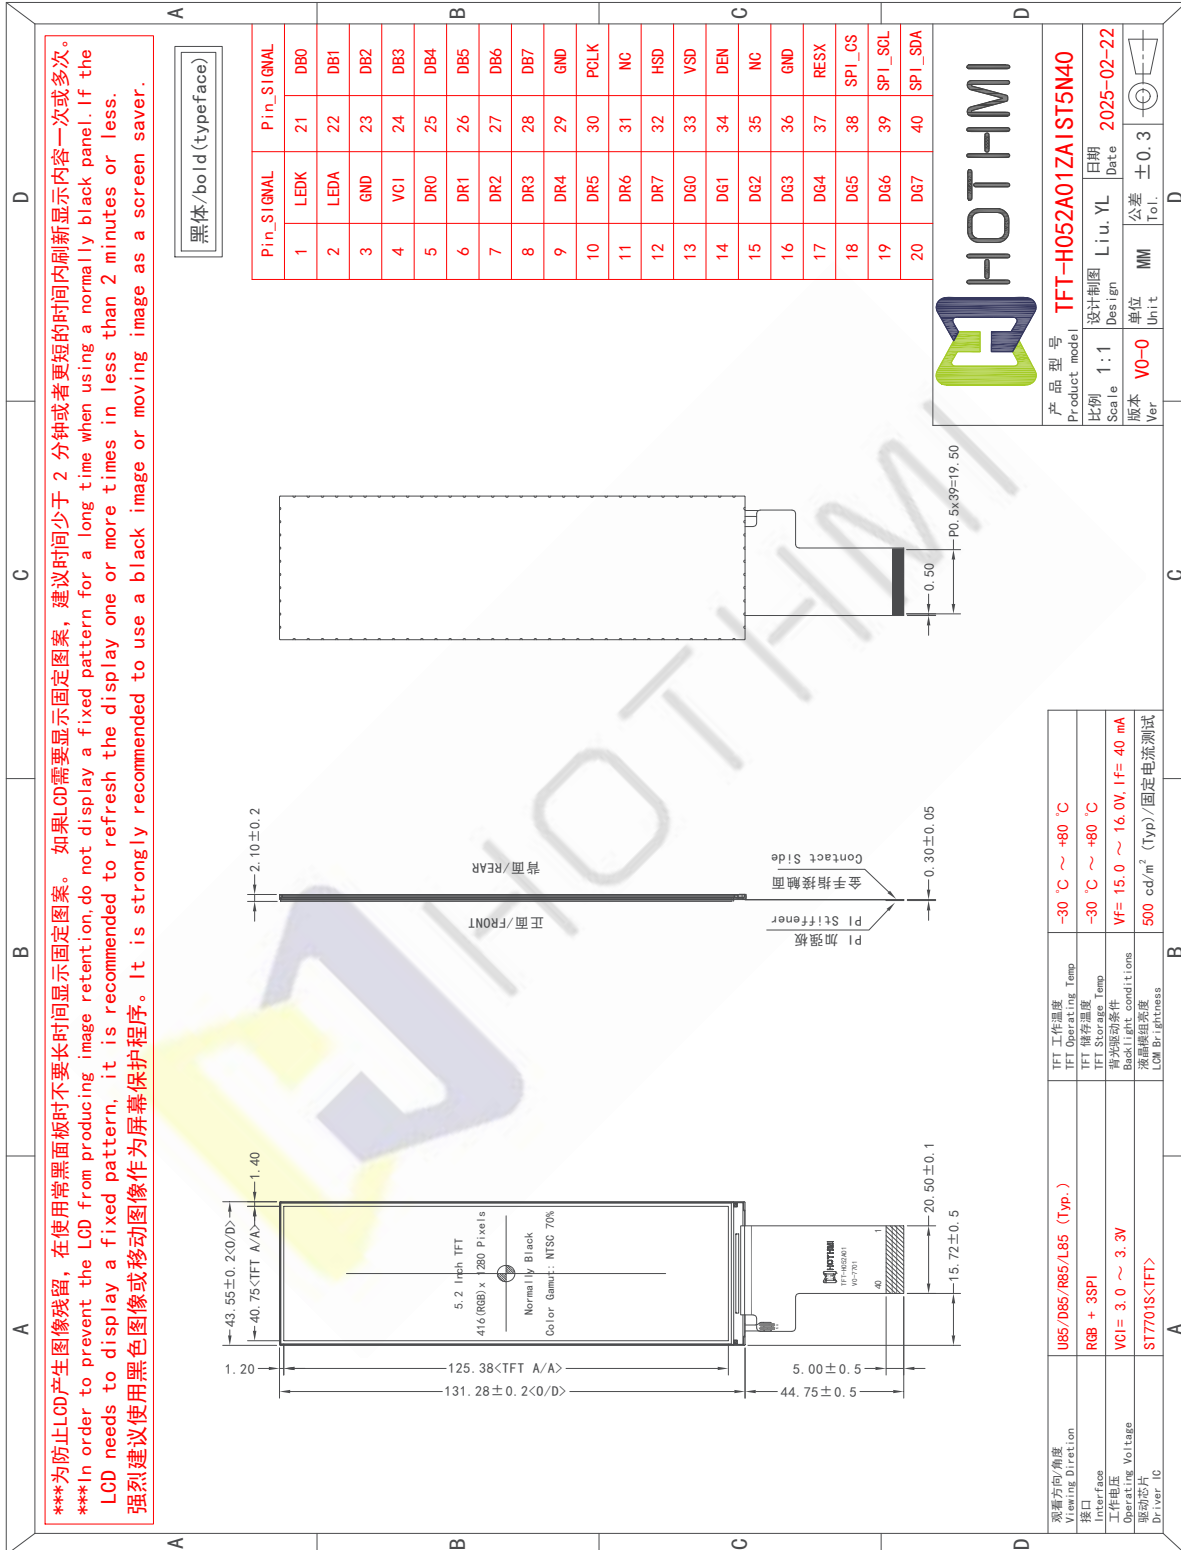 ***为防止LCD产生图像残留，在使用常黑面板时不要长时间显示固定图案。 如果LCD需要显示固定图案，建议时间少于 2 分钟或者更短的时间内刷新显示内容一次或多次。
***In order to prevent the LCD from producing image retention,do not display a fixed pattern for a long time when using a normally black panel.If the
LCD needs to display a fixed pattern, it is recommended to refresh the display one or more times in less than 2 minutes or less.
强烈建议使用黑色图像或移动图像作为屏幕保护程序。It is strongly recommended to use a black image or moving image as a screen saver.
A B C D
A B C D
A B C D
A B C D
黑体/bold(typeface)
Pin_SIGNAL Pin_SIGNAL
1 LEDK 21 DB0
2 LEDA 22 DB1
3 GND 23 DB2
4 VCI 24 DB3
5 DR0 25 DB4
6 DR1 26 DB5
7 DR2 27 DB6
8 DR3 28 DB7
9 DR4 29 GND
10 DR5 30 PCLK
11 DR6 31 NC
12 DR7 32 HSD
13 DG0 33 VSD
14 DG1 34 DEN
15 DG2 35 NC
16 DG3 36 GND
17 DG4 37 RESX
18 DG5 38 SPI_CS
19 DG6 39 SPI_SCL
20 DG7 40 SPI_SDA
43.55±0.2<O/D>
40.75<TFT A/A>
1.40
1.20
125.38<TFT A/A>
131.28±0.2<O/D>
5.2 Inch TFT
416(RGB)x 1280 Pixels
Normally Black
Color Gamut: NTSC 70%
HOTHMI
TFT-H052A01
V0-7701
40 1
5.00±0.5
44.75±0.5
20.50±0.1
15.72±0.5
2.10±0.2
正面/FRONT
背面/REAR
PI 加强板
PI Stiffener
金手指接触面
Contact Side
0.30±0.05
0.50
P0.5x39=19.50
HOTHMI
观看方向/角度
Viewing Diretion
U85/D85/R85/L85 (Typ.)
TFT 工作温度
TFT Operating Temp
-30 ℃ ～ +80 ℃
接口
Interface
RGB + 3SPI
TFT 储存温度
TFT Storage Temp
-30 ℃ ～ +80 ℃
工作电压
Operating Voltage
VCI= 3.0 ～ 3.3V
背光驱动条件
Backlight conditions
Vf= 15.0 ～ 16.0V,If= 40 mA
驱动芯片
Driver IC
ST7701S<TFT>
液晶模组亮度
LCM Brightness
500 cd/m² (Typ)/固定电流测试
HOTHMI
产 品 型 号
Product model
TFT-H052A01ZAIST5N40
比例
Scale
1:1
设计制图
Design
Liu.YL
日期
Date
2025-02-22
版本
Ver
V0-0
单位
Unit
MM
公差
Tol.
±0.3